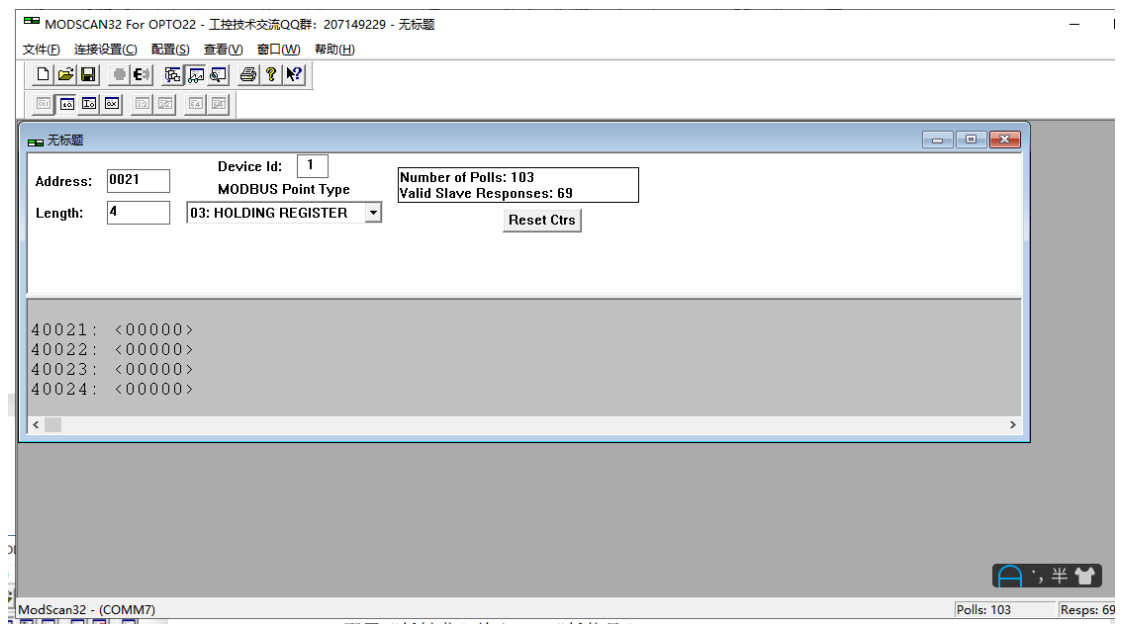 MODSCAN32 For OPTO22 - 工控技术交流QQ群：207149229 - 无标题
文件(F) 连接设置(C) 配置(S) 查看(V) 窗口(W) 帮助(H)
无标题
Device Id: 1
Address: 0021
MODBUS Point Type
Length: 4
03: HOLDING REGISTER
Number of Polls: 103
Valid Slave Responses: 69
Reset Ctrs
40021: <00000>
40022: <00000>
40023: <00000>
40024: <00000>
半
ModScan32 - (COMM7)
Polls: 103
Resps: 69